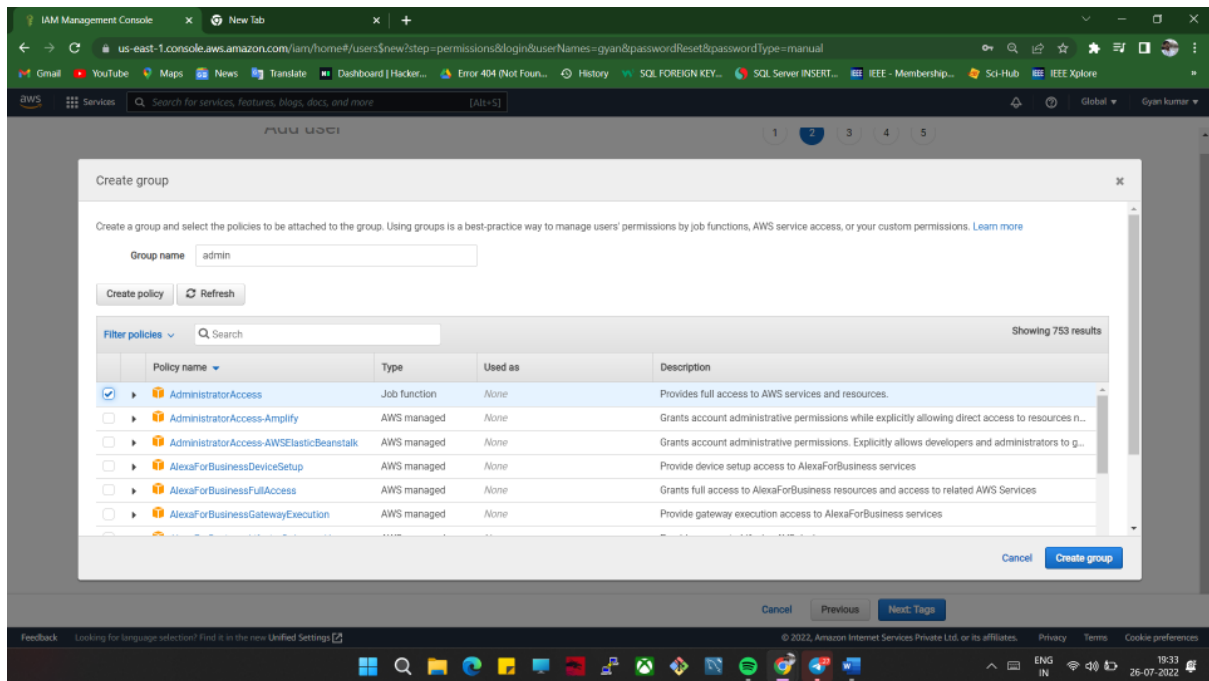 IAM Management Console
New Tab
us-east-1.console.aws.amazon.com/iam/home#/users$new?step=permissions&login&userNames=gyan&passwordReset&passwordType=manual
Gmail YouTube Maps News Translate Dashboard | Hacker... Error 404 (Not Foun... History SQL FOREIGN KEY... SQL Server INSERT... IEEE - Membership... Sci-Hub IEEE Xplore »
aws Services Search for services, features, blogs, docs, and more [Alt+S] Global Gyan kumar
Add user 1 2 3 4 5
Create group
Create a group and select the policies to be attached to the group. Using groups is a best-practice way to manage users' permissions by job functions, AWS service access, or your custom permissions. Learn more
Group name admin
Create policy Refresh
Filter policies Search Showing 753 results
Policy name Type Used as Description
AdministratorAccess Job function None Provides full access to AWS services and resources.
AdministratorAccess-Amplify AWS managed None Grants account administrative permissions while explicitly allowing direct access to resources n...
AdministratorAccess-AWSElasticBeanstalk AWS managed None Grants account administrative permissions. Explicitly allows developers and administrators to g...
AlexaForBusinessDeviceSetup AWS managed None Provide device setup access to AlexaForBusiness services
AlexaForBusinessFullAccess AWS managed None Grants full access to AlexaForBusiness resources and access to related AWS Services
AlexaForBusinessGatewayExecution AWS managed None Provide gateway execution access to AlexaForBusiness services
Cancel Create group
Cancel Previous Next: Tags
Feedback Looking for language selection? Find it in the new Unified Settings © 2022, Amazon Internet Services Private Ltd. or its affiliates. Privacy Terms Cookie preferences
ENG
IN
19:33
26-07-2022